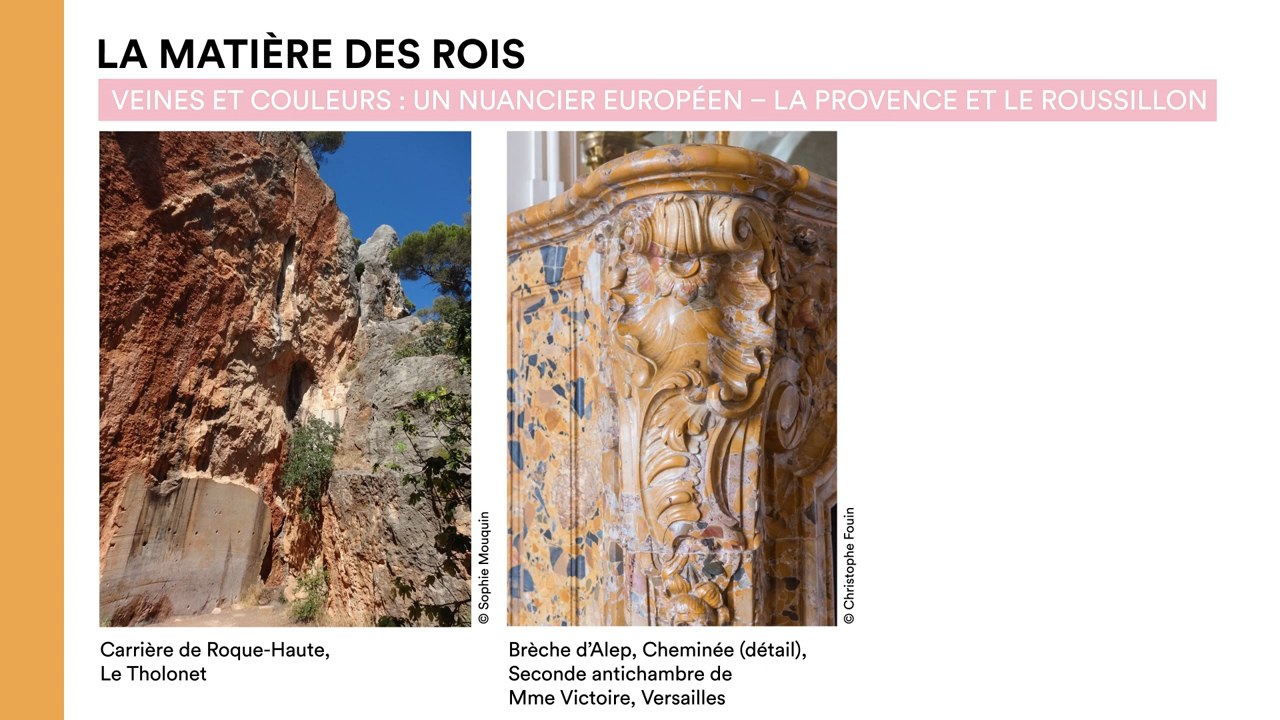 LA MATIÈRE DES ROIS
VEINES ET COULEURS : UN NUANCIER EUROPÉEN – LA PROVENCE ET LE ROUSSILLON
© Sophie Mouquin
© Christophe Fouin
Carrière de Roque-Haute,
Le Tholonet
Brèche d’Alep, Cheminée (détail),
Seconde antichambre de
Mme Victoire, Versailles